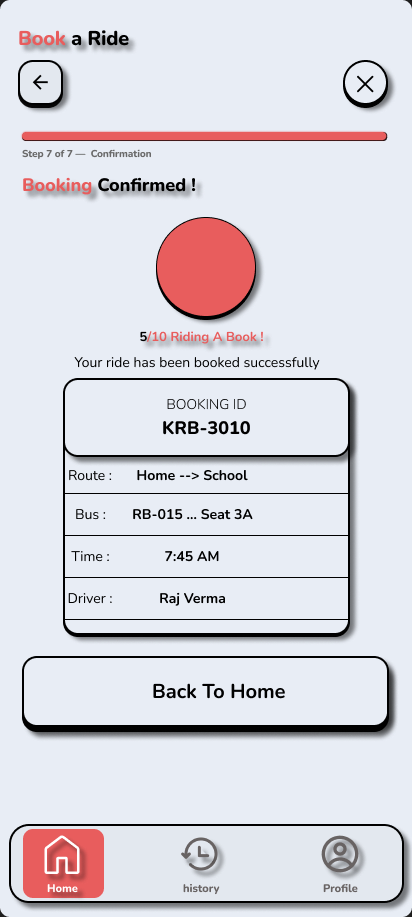 Book a Ride
Step 7 of 7 — Confirmation
Booking Confirmed !
5/10 Riding A Book !
Your ride has been booked successfully
BOOKING ID
KRB-3010
Route : Home --> School
Bus : RB-015 ... Seat 3A
Time : 7:45 AM
Driver : Raj Verma
Back To Home
Home history Profile